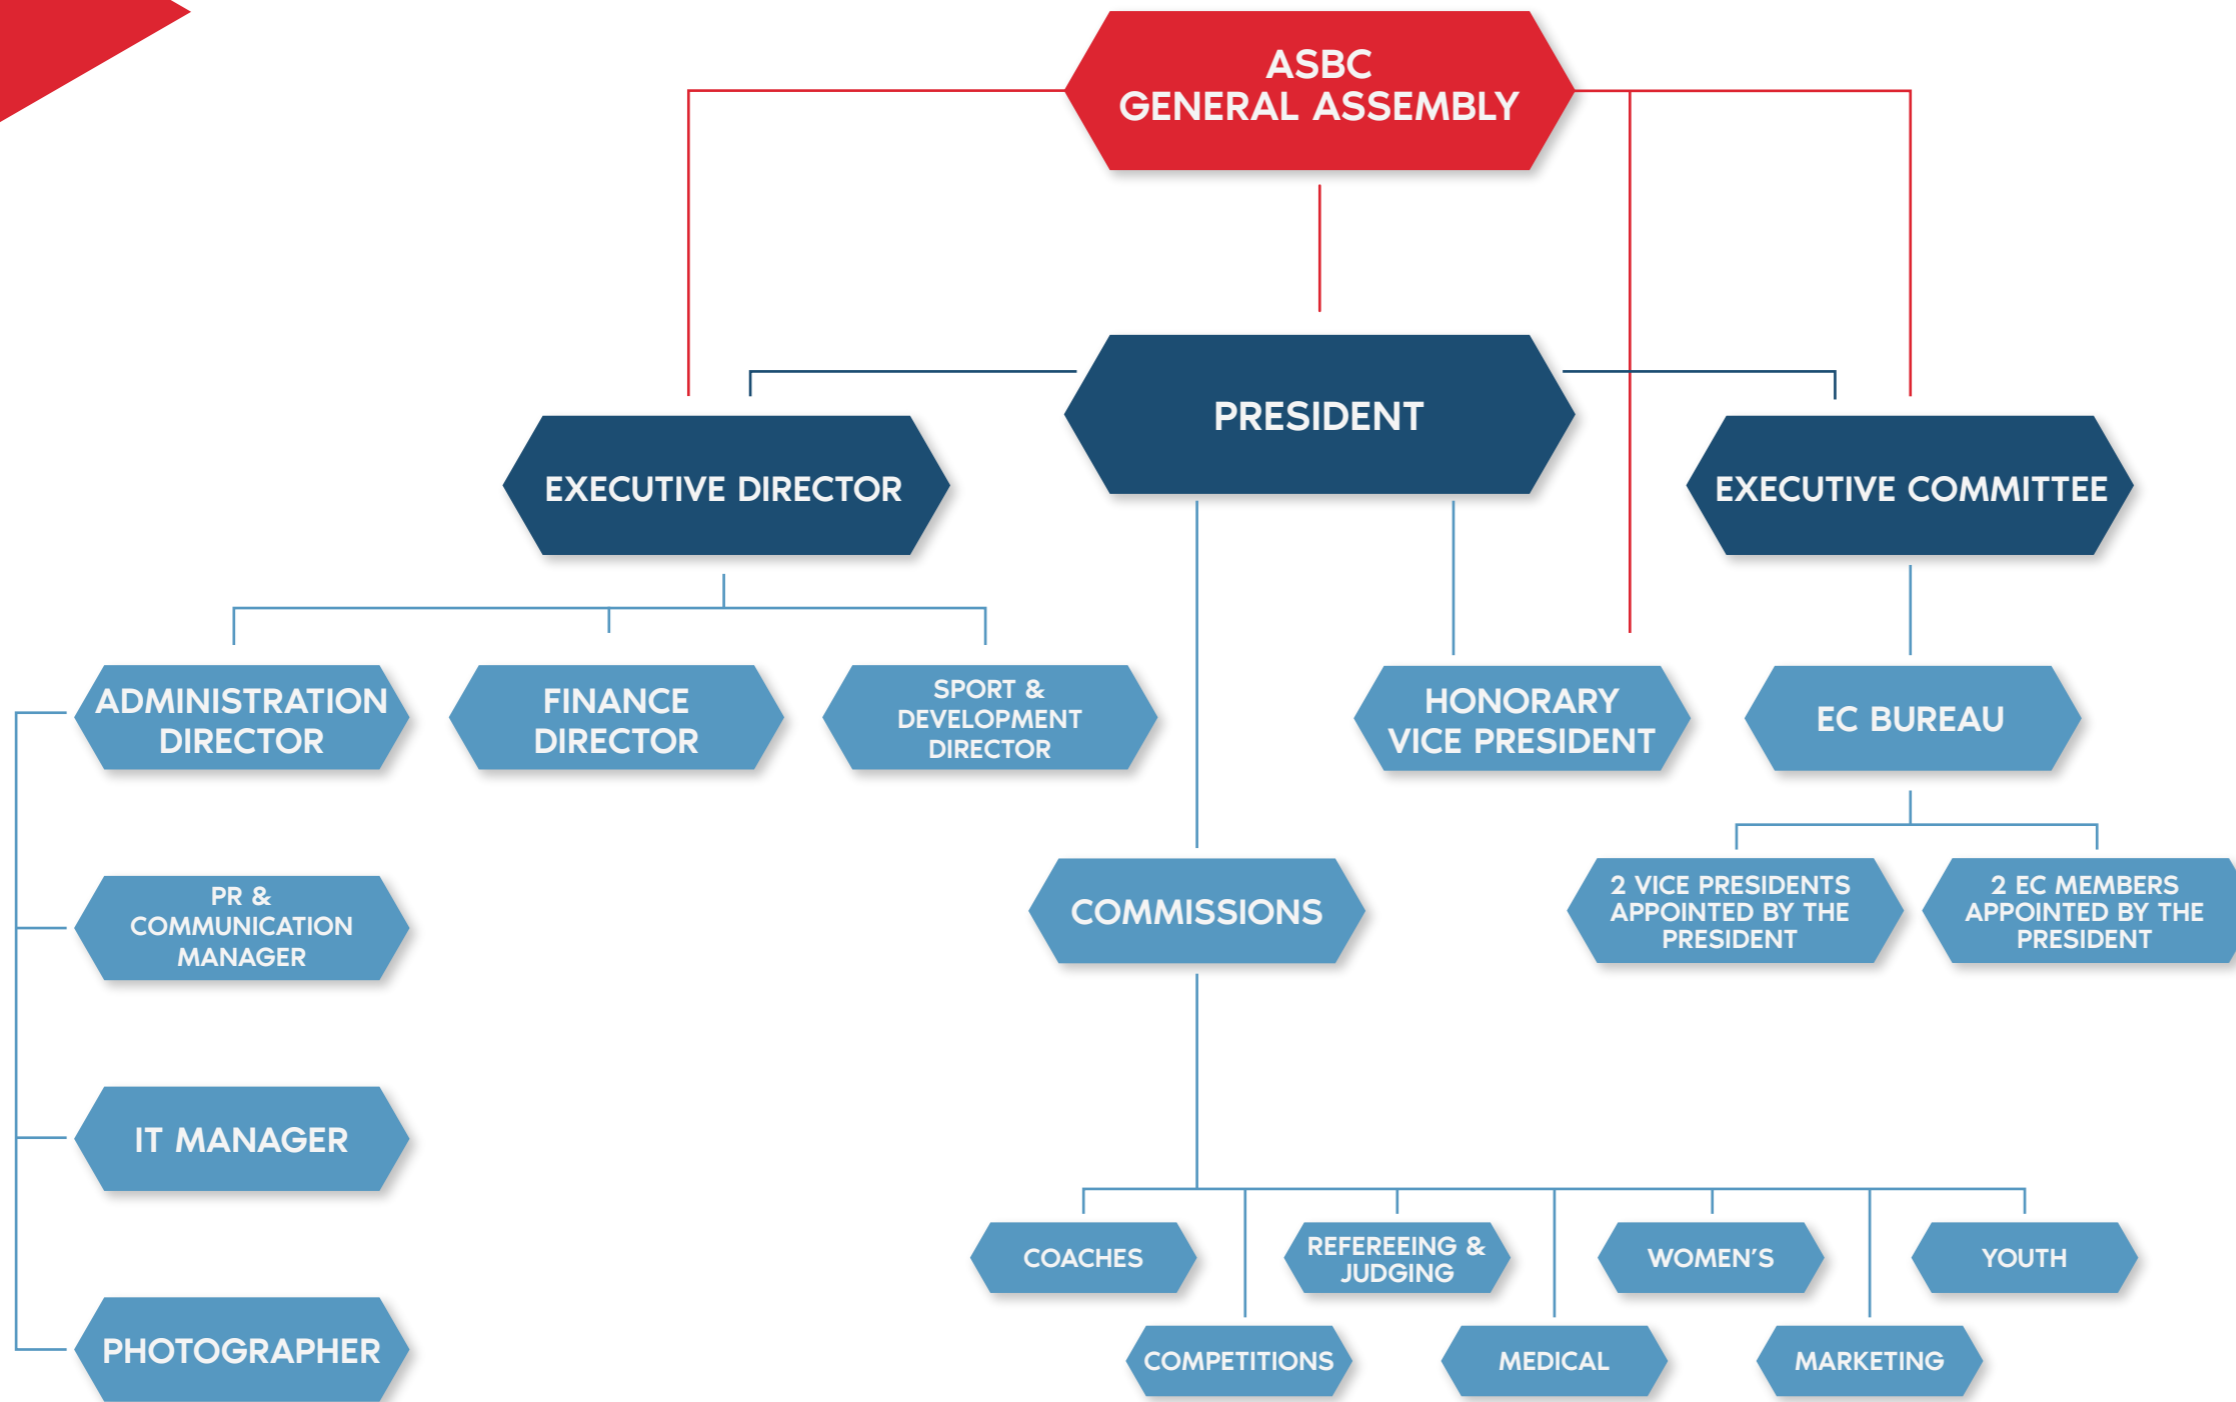 ASBC
GENERAL ASSEMBLY
PRESIDENT
EXECUTIVE DIRECTOR
EXECUTIVE COMMITTEE
ADMINISTRATION
DIRECTOR
FINANCE
DIRECTOR
SPORT &
DEVELOPMENT
DIRECTOR
HONORARY
VICE PRESIDENT
EC BUREAU
PR &
COMMUNICATION
MANAGER
COMMISSIONS
2 VICE PRESIDENTS
APPOINTED BY THE
PRESIDENT
2 EC MEMBERS
APPOINTED BY THE
PRESIDENT
IT MANAGER
COACHES
REFEREEING &
JUDGING
WOMEN'S
YOUTH
PHOTOGRAPHER
COMPETITIONS
MEDICAL
MARKETING